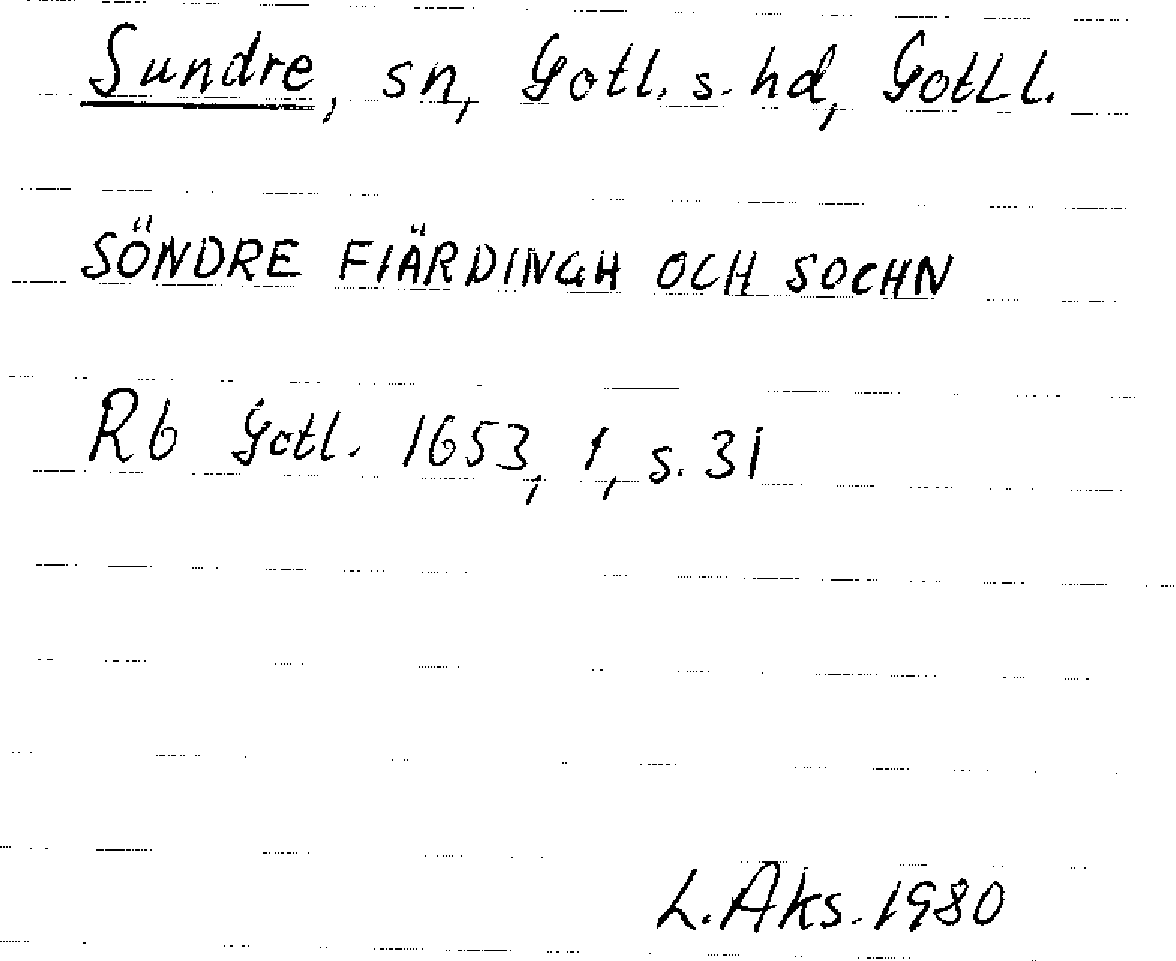 Sundre, sn, Gotl. s. hd, Gotl l.
SÖNDRE FIÄRDINGH OCH SOCHN
Rb Gotl. 1653, 1, s. 31
L. Aks. 1980